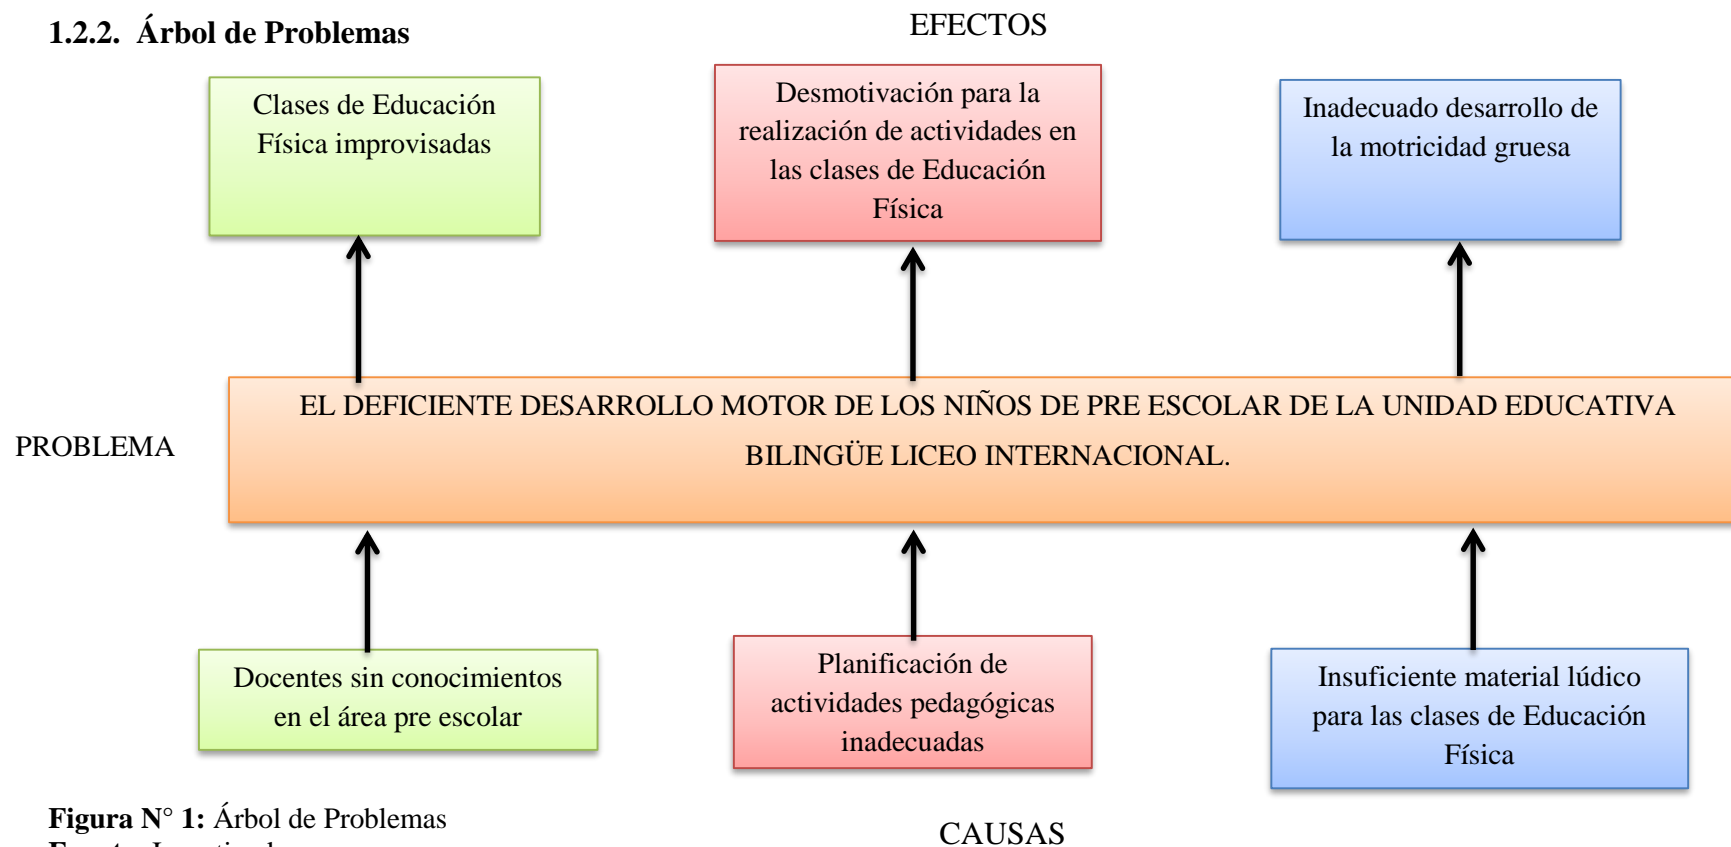 1.2.2. Árbol de Problemas
EFECTOS
Clases de Educación
Física improvisadas
Desmotivación para la
realización de actividades en
las clases de Educación
Física
Inadecuado desarrollo de
la motricidad gruesa
PROBLEMA
EL DEFICIENTE DESARROLLO MOTOR DE LOS NIÑOS DE PRE ESCOLAR DE LA UNIDAD EDUCATIVA
BILINGÜE LICEO INTERNACIONAL.
Docentes sin conocimientos
en el área pre escolar
Planificación de
actividades pedagógicas
inadecuadas
Insuficiente material lúdico
para las clases de Educación
Física
Figura N° 1: Árbol de Problemas
CAUSAS